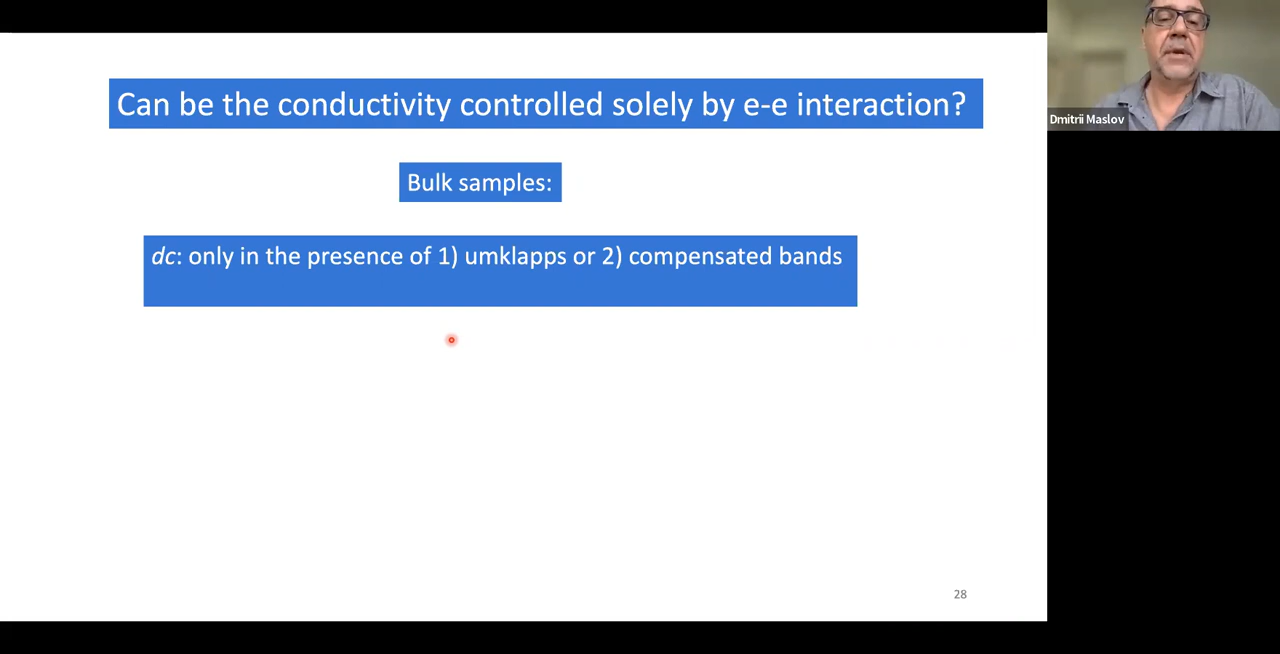 Can be the conductivity controlled solely by e-e interaction?
Dmitrii Maslov
Bulk samples:
dc: only in the presence of 1) umklapps or 2) compensated bands
28